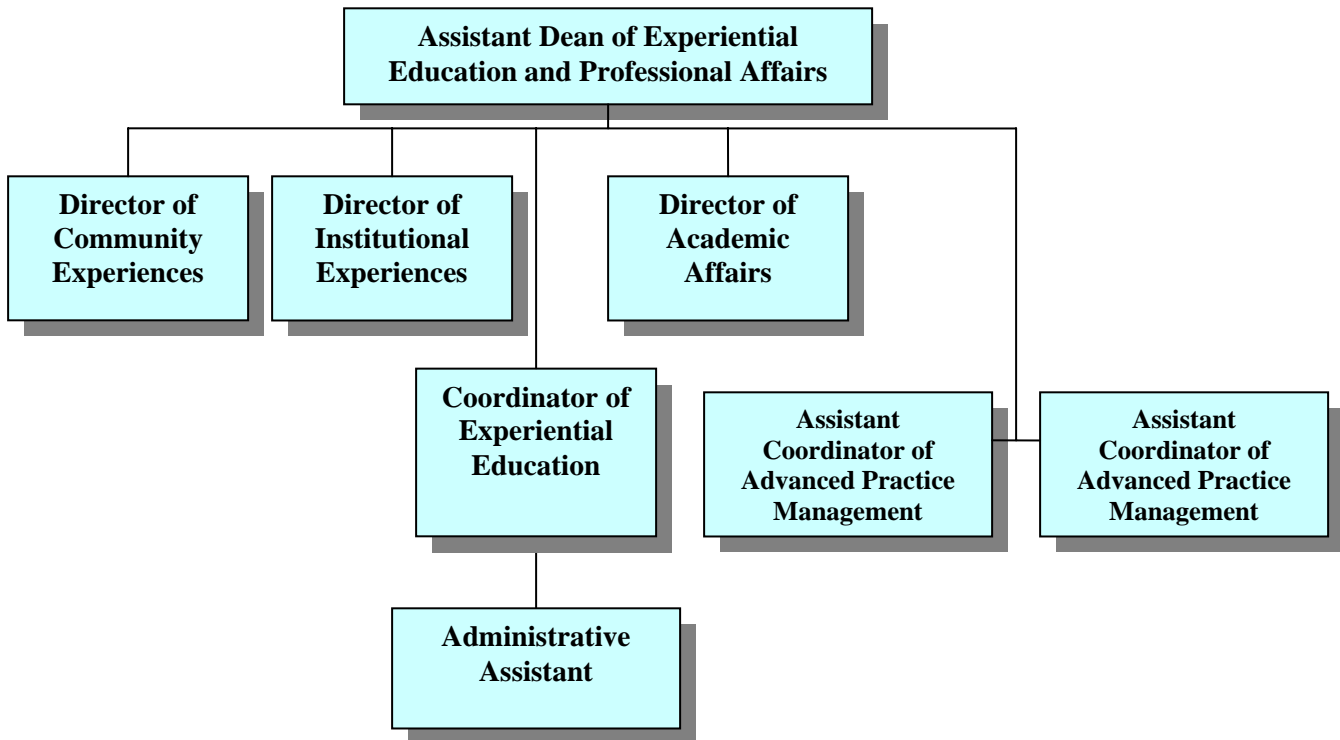 Assistant Dean of Experiential
Education and Professional Affairs
Director of
Community
Experiences
Director of
Institutional
Experiences
Director of
Academic
Affairs
Coordinator of
Experiential
Education
Assistant
Coordinator of
Advanced Practice
Management
Assistant
Coordinator of
Advanced Practice
Management
Administrative
Assistant